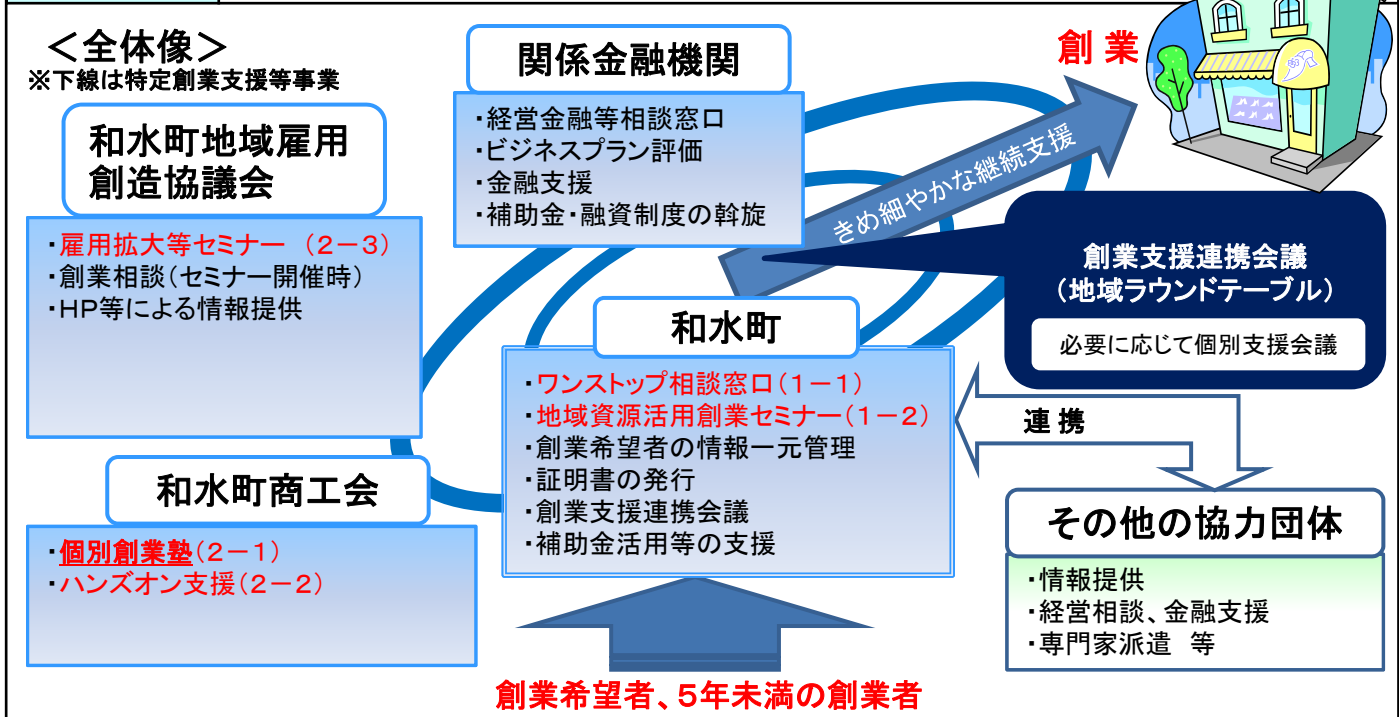 ＜全体像＞
※下線は特定創業支援等事業
和水町地域雇用
創造協議会
・雇用拡大等セミナー （２－３）
・創業相談（セミナー開催時）
・HP等による情報提供
和水町商工会
・個別創業塾（２－１）
・ハンズオン支援（２－２）
関係金融機関
・経営金融等相談窓口
・ビジネスプラン評価
・金融支援
・補助金・融資制度の斡旋
和水町
・ワンストップ相談窓口（１－１）
・地域資源活用創業セミナー（１－２）
・創業希望者の情報一元管理
・証明書の発行
・創業支援連携会議
・補助金活用等の支援
創業希望者、５年未満の創業者
きめ細やかな継続支援
創 業
創業支援連携会議
（地域ラウンドテーブル）
必要に応じて個別支援会議
連 携
その他の協力団体
・情報提供
・経営相談、金融支援
・専門家派遣　等